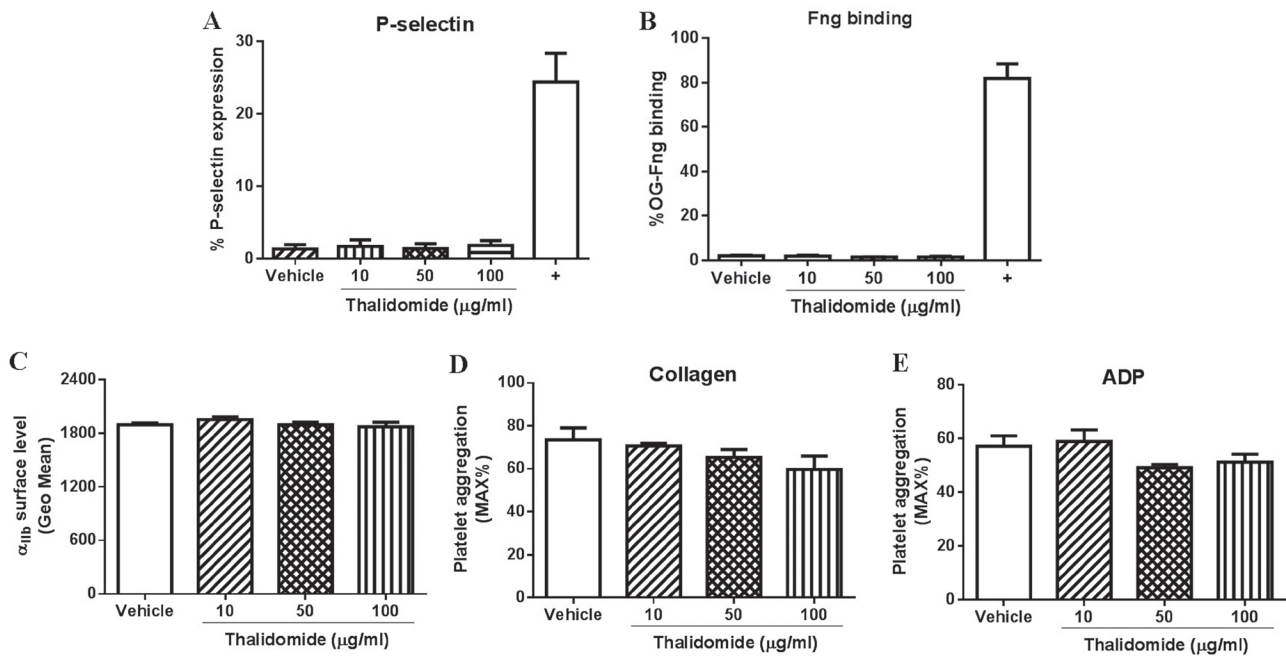 A
P-selectin
% P-selectin expression
30
20
10
0
Vehicle 10 50 100 +
Thalidomide (μg/ml)
B
Fng binding
%OG-Fng binding
100
80
60
40
20
0
Vehicle 10 50 100 +
Thalidomide (μg/ml)
C
αIIb surface level
(Geo Mean)
2400
1800
1200
600
0
Vehicle 10 50 100
Thalidomide (μg/ml)
D
Collagen
Platelet aggregation
(MAX%)
100
80
60
40
20
0
Vehicle 10 50 100
Thalidomide (μg/ml)
E
ADP
Platelet aggregation
(MAX%)
80
60
40
20
0
Vehicle 10 50 100
Thalidomide (μg/ml)